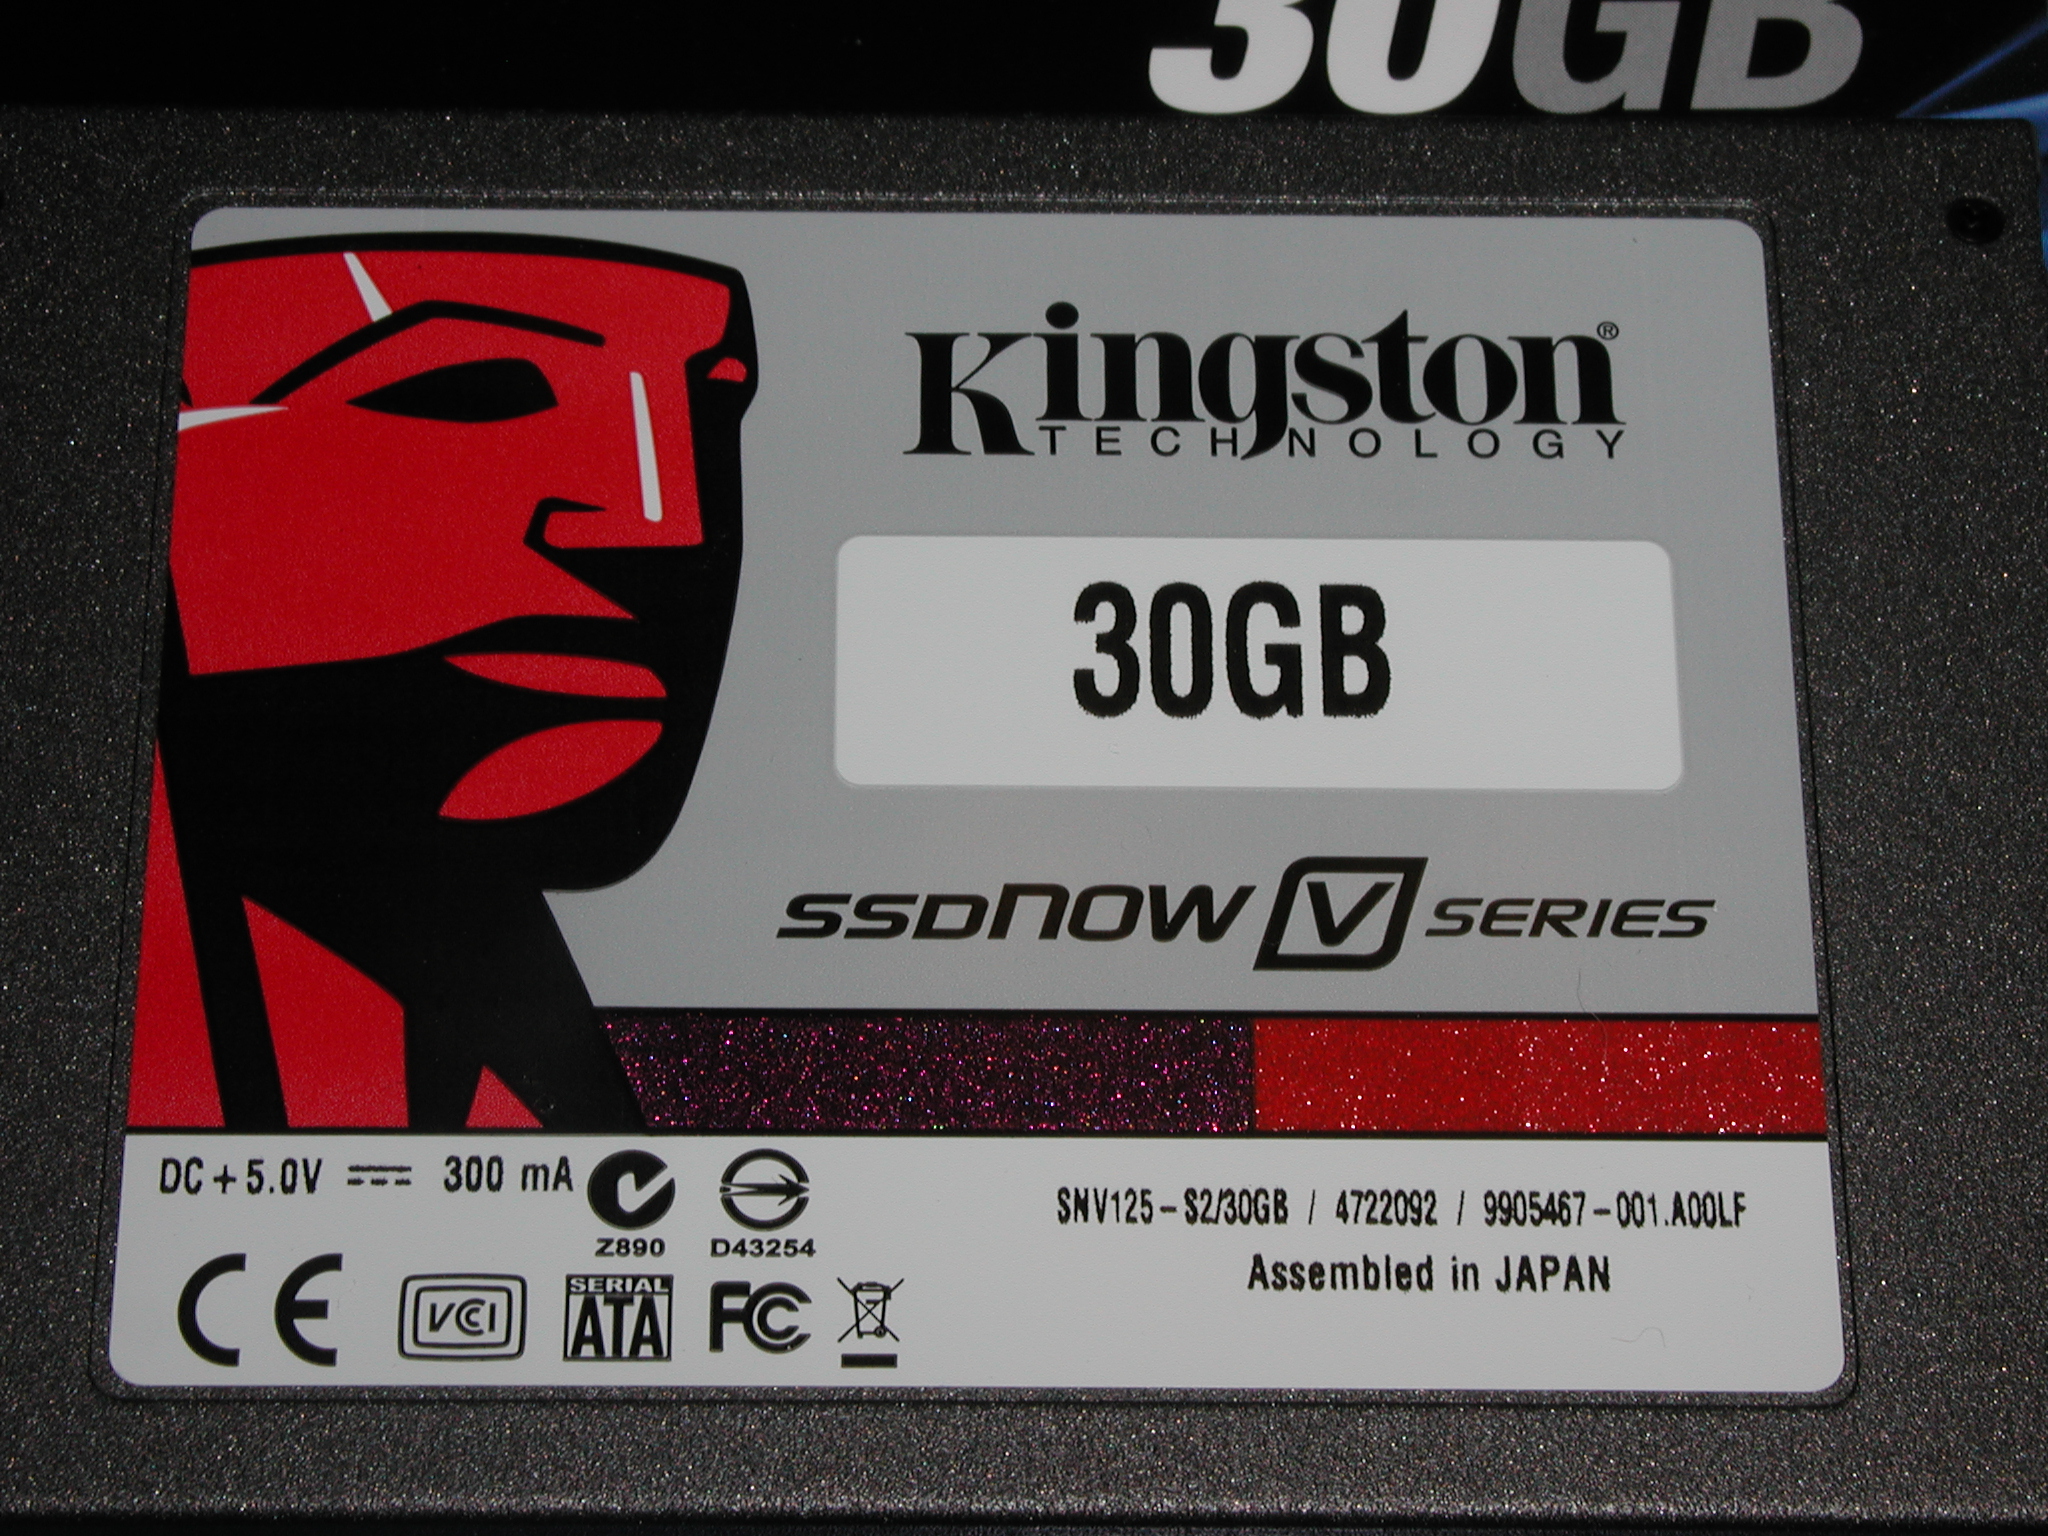 30GB
Kingston®
TECHNOLOGY
30GB
SSDNOW V SERIES
DC + 5.0V 300 mA
Z890 D43254
SNV125-S2/30GB / 4722092 / 9905467-001.A00LF
Assembled in JAPAN
CE VCCI SERIAL ATA FC